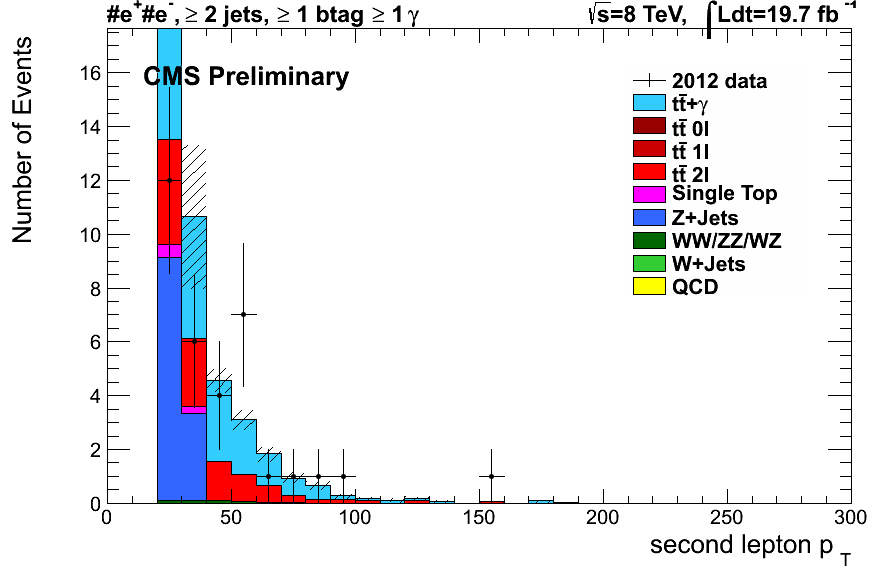 #e+#e-, ≥ 2 jets, ≥ 1 btag ≥ 1 γ √s=8 TeV, ∫Ldt=19.7 fb-1
CMS Preliminary
Number of Events
16
14
12
10
8
6
4
2
0
2012 data
tt̄+γ
tt̄ 0l
tt̄ 1l
tt̄ 2l
Single Top
Z+Jets
WW/ZZ/WZ
W+Jets
QCD
0 50 100 150 200 250 300
second lepton p_T